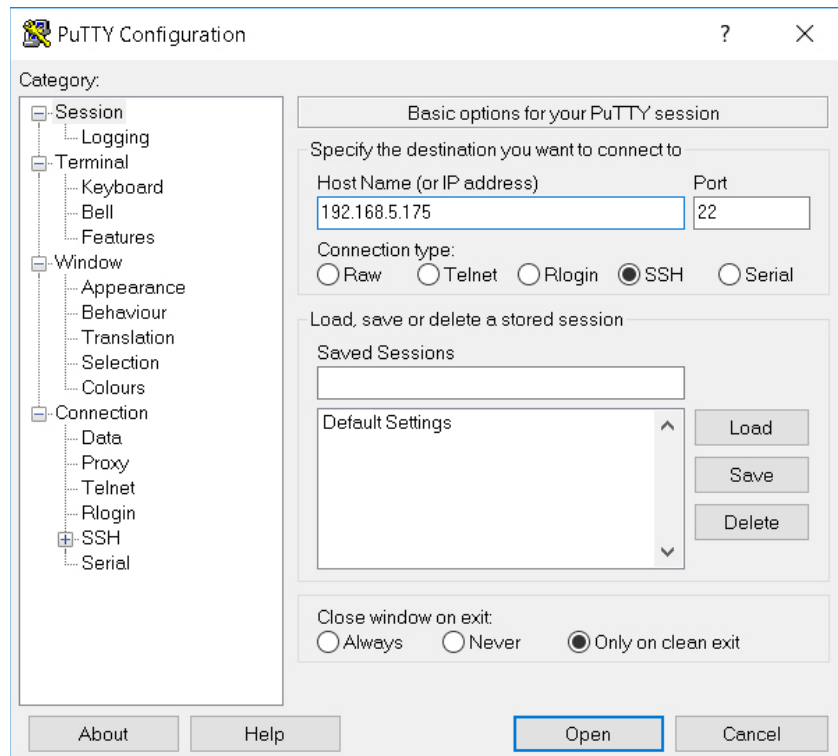 PuTTY Configuration
?
Category:
Session
Logging
Terminal
Keyboard
Bell
Features
Window
Appearance
Behaviour
Translation
Selection
Colours
Connection
Data
Proxy
Telnet
Rlogin
SSH
Serial
Basic options for your PuTTY session
Specify the destination you want to connect to
Host Name (or IP address) Port
192.168.5.175 22
Connection type:
Raw Telnet Rlogin SSH Serial
Load, save or delete a stored session
Saved Sessions
Default Settings
Load
Save
Delete
Close window on exit:
Always Never Only on clean exit
About Help Open Cancel